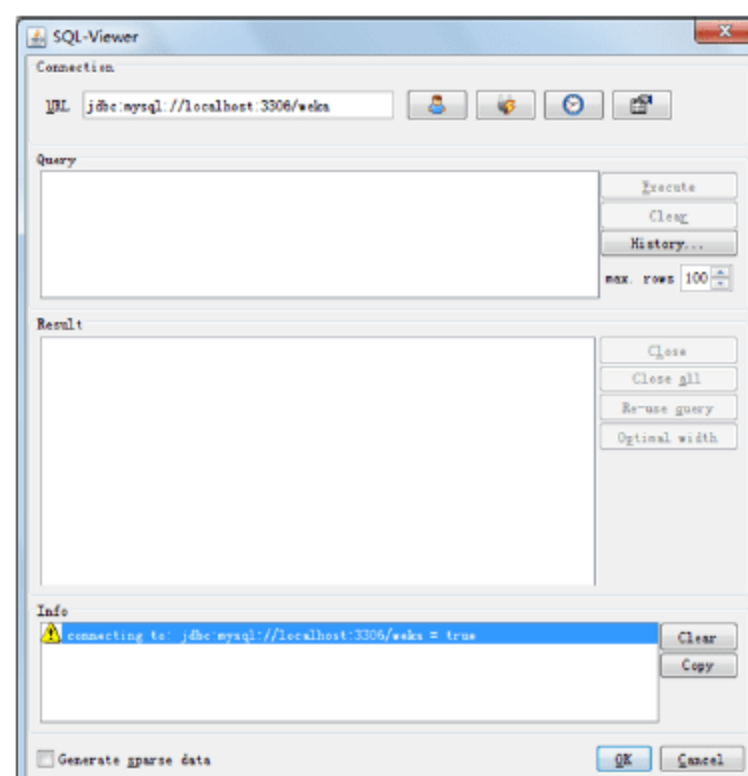 SQL-Viewer
Connection
URL jdbc:mysql://localhost:3306/weka
Query
Execute
Clear
History...
max. rows 100
Result
Close
Close all
Re-use query
Optimal width
Info
connecting to: jdbc:mysql://localhost:3306/weka = true
Clear
Copy
Generate sparse data
OK Cancel